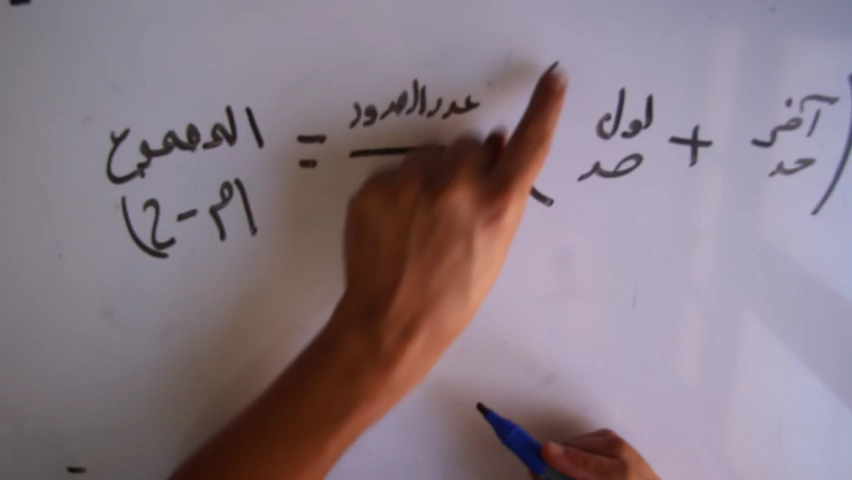 المجموع = عدد الحدود ( أول + آخر )
(م-ح) حد حد